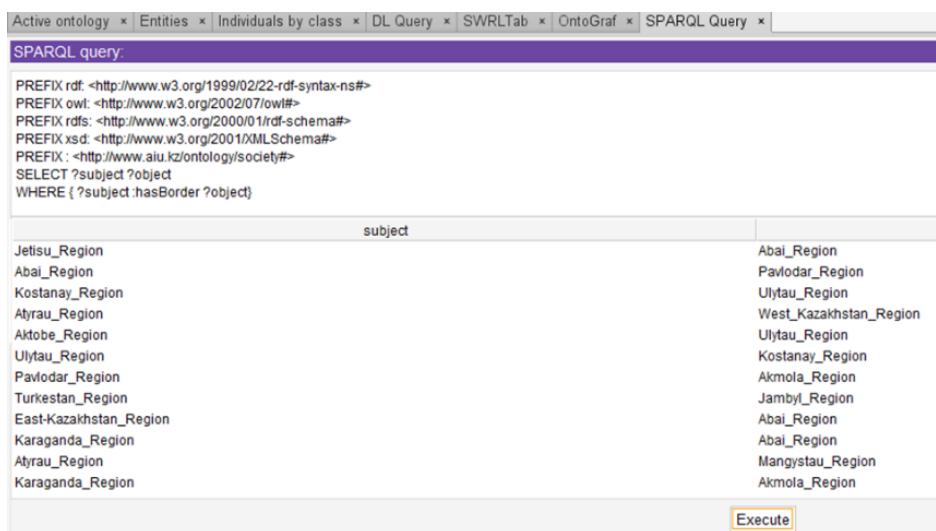 Active ontology × Entities × Individuals by class × DL Query × SWRLTab × OntoGraf × SPARQL Query ×
SPARQL query:
PREFIX rdf: <http://www.w3.org/1999/02/22-rdf-syntax-ns#>
PREFIX owl: <http://www.w3.org/2002/07/owl#>
PREFIX rdfs: <http://www.w3.org/2000/01/rdf-schema#>
PREFIX xsd: <http://www.w3.org/2001/XMLSchema#>
PREFIX : <http://www.aiu.kz/ontology/society#>
SELECT ?subject ?object
WHERE { ?subject :hasBorder ?object}
subject
Jetisu_Region Abai_Region
Abai_Region Pavlodar_Region
Kostanay_Region Ulytau_Region
Atyrau_Region West_Kazakhstan_Region
Aktobe_Region Ulytau_Region
Ulytau_Region Kostanay_Region
Pavlodar_Region Akmola_Region
Turkestan_Region Jambyl_Region
East-Kazakhstan_Region Abai_Region
Karaganda_Region Abai_Region
Atyrau_Region Mangystau_Region
Karaganda_Region Akmola_Region
Execute